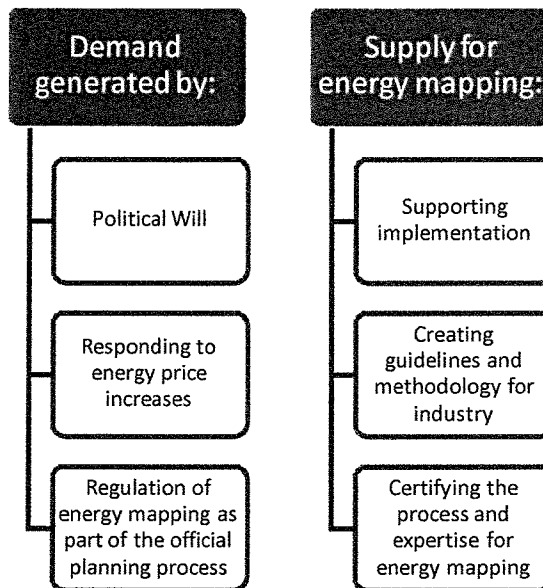 Demand
generated by:
Political Will
Responding to
energy price
increases
Regulation of
energy mapping as
part of the official
planning process
Supply for
energy mapping:
Supporting
implementation
Creating
guidelines and
methodology for
industry
Certifying the
process and
expertise for
energy mapping